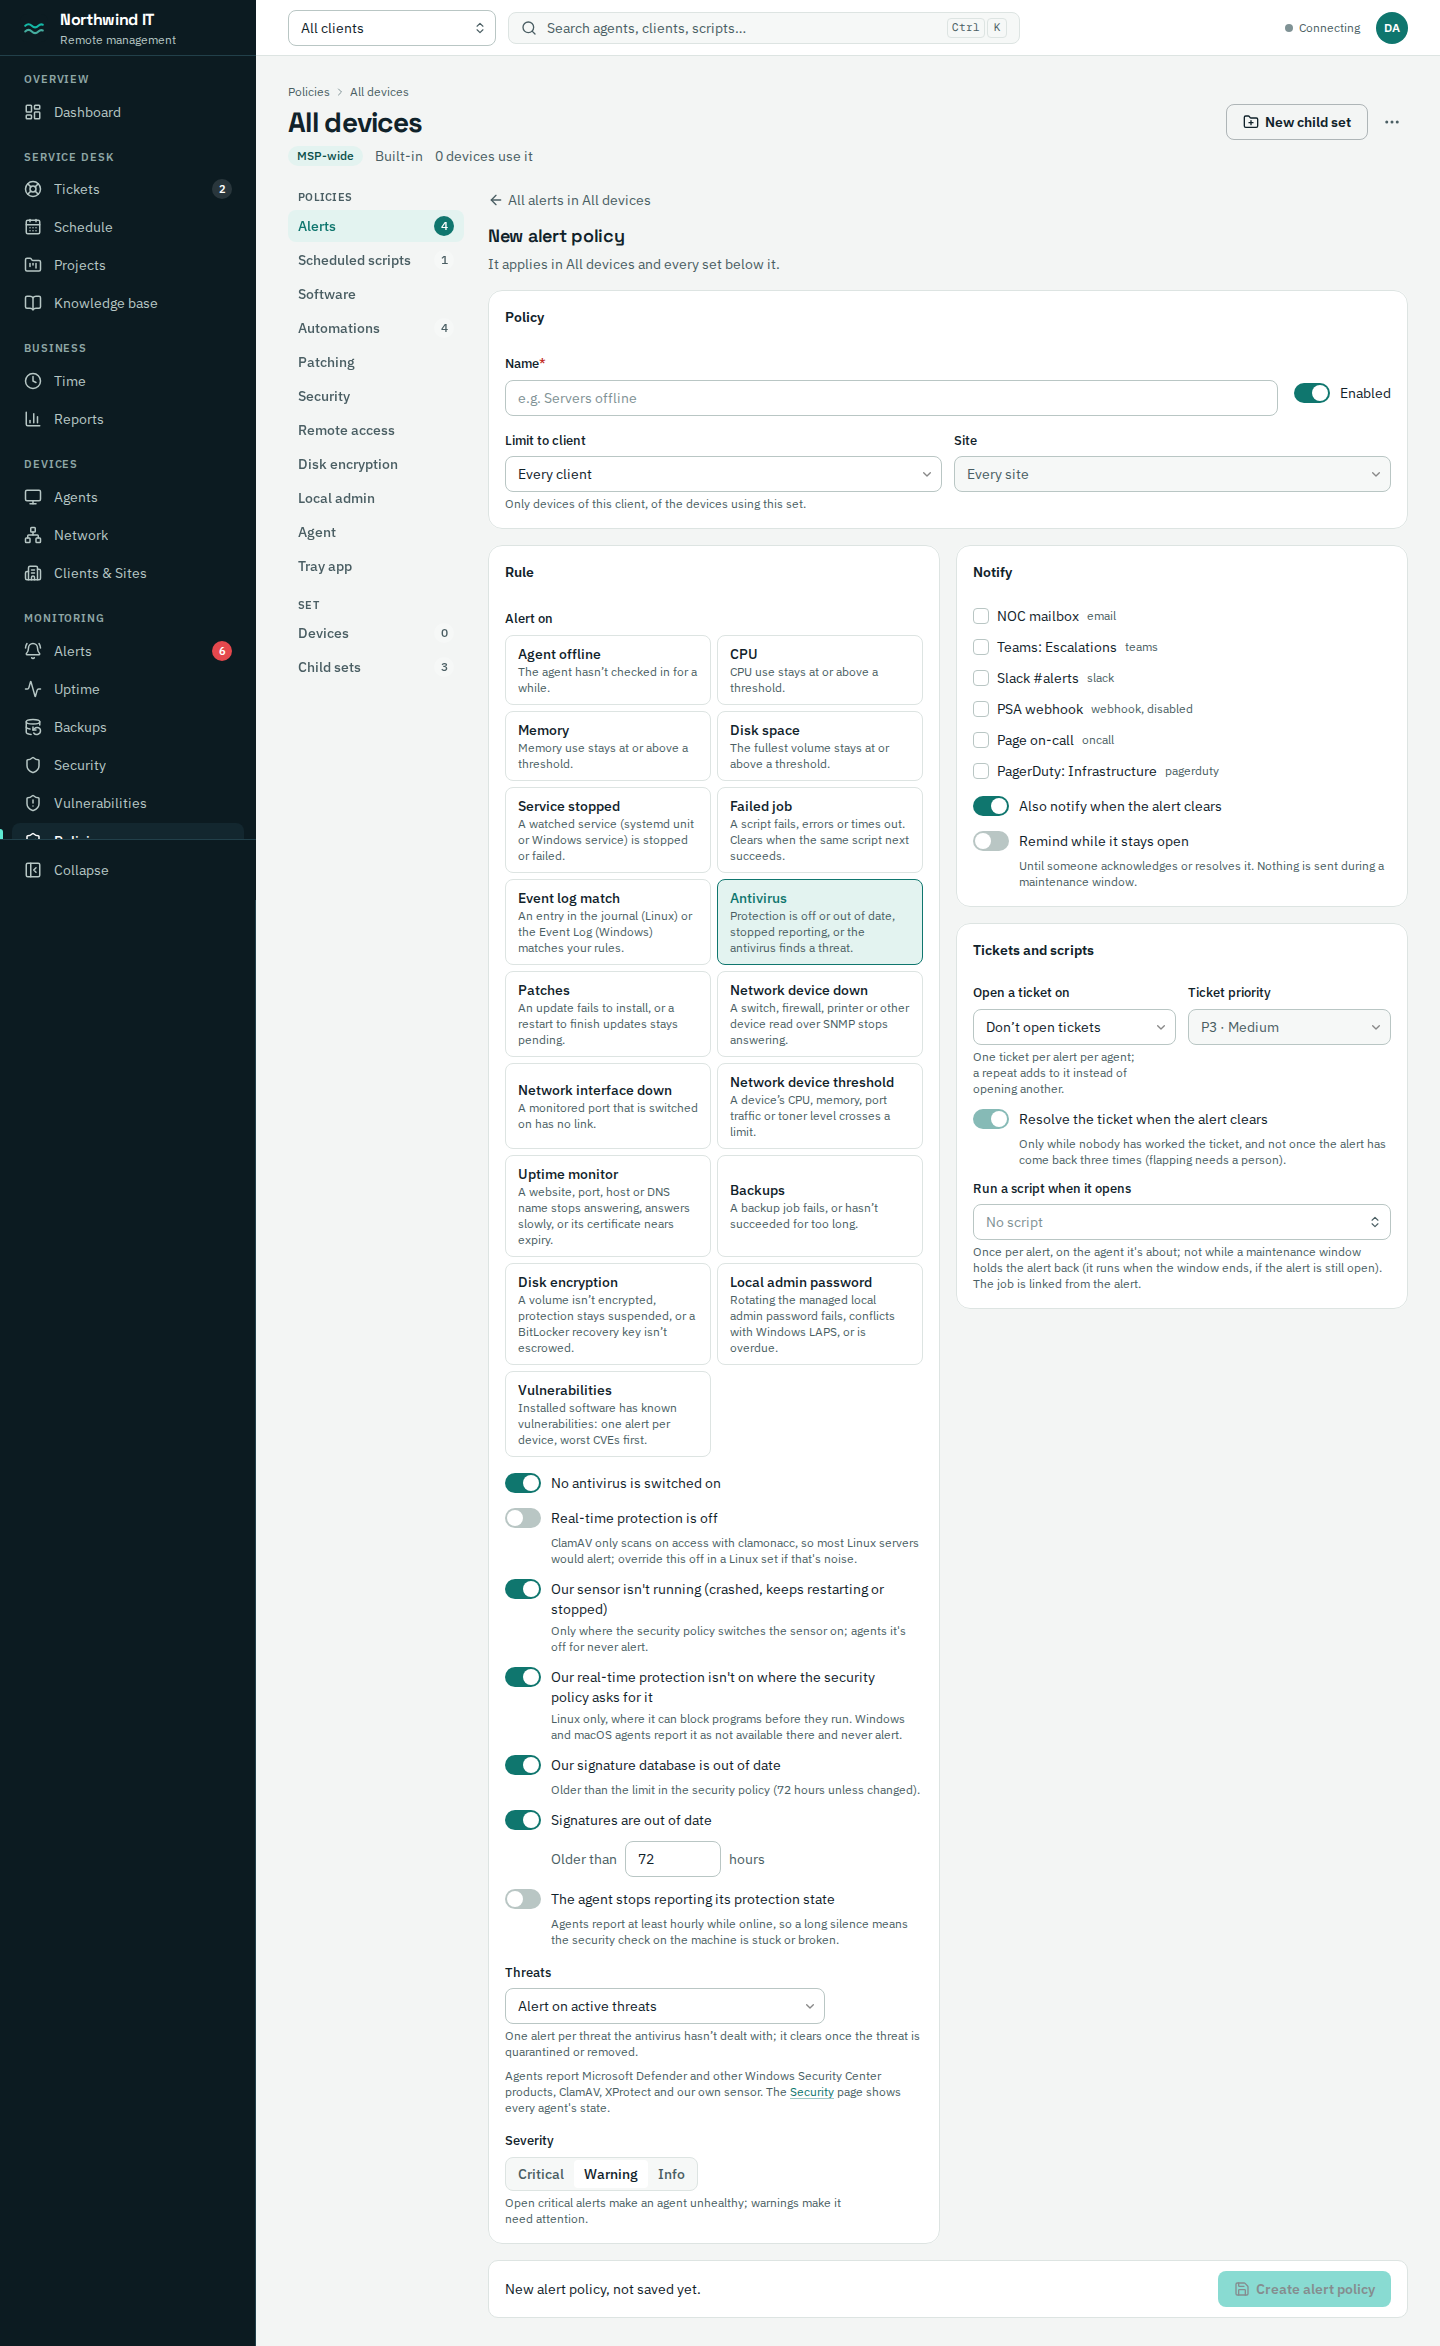 Northwind IT
Remote management
OVERVIEW
Dashboard
SERVICE DESK
Tickets 2
Schedule
Projects
Knowledge base
BUSINESS
Time
Reports
DEVICES
Agents
Network
Clients & Sites
MONITORING
Alerts 6
Uptime
Backups
Security
Vulnerabilities
Collapse
All clients
Search agents, clients, scripts...
Ctrl K
Connecting
DA
Policies > All devices
All devices
New child set
MSP-wide Built-in 0 devices use it
POLICIES
Alerts 4
Scheduled scripts 1
Software
Automations 4
Patching
Security
Remote access
Disk encryption
Local admin
Agent
Tray app
SET
Devices 0
Child sets 3
All alerts in All devices
New alert policy
It applies in All devices and every set below it.
Policy
Name*
e.g. Servers offline
Enabled
Limit to client
Every client
Only devices of this client, of the devices using this set.
Site
Every site
Rule
Alert on
Agent offline
The agent hasn’t checked in for a
while.
CPU
CPU use stays at or above a
threshold.
Memory
Memory use stays at or above a
threshold.
Disk space
The fullest volume stays at or
above a threshold.
Service stopped
A watched service (systemd unit
or Windows service) is stopped
or failed.
Failed job
A script fails, errors or times out.
Clears when the same script next
succeeds.
Event log match
An entry in the journal (Linux) or
the Event Log (Windows)
matches your rules.
Antivirus
Protection is off or out of date,
stopped reporting, or the
antivirus finds a threat.
Patches
An update fails to install, or a
restart to finish updates stays
pending.
Network device down
A switch, firewall, printer or other
device read over SNMP stops
answering.
Network interface down
A monitored port that is switched
on has no link.
Network device threshold
A device’s CPU, memory, port
traffic or toner level crosses a
limit.
Uptime monitor
A website, port, host or DNS
name stops answering, answers
slowly, or its certificate nears
expiry.
Backups
A backup job fails, or hasn’t
succeeded for too long.
Disk encryption
A volume isn’t encrypted,
protection stays suspended, or a
BitLocker recovery key isn’t
escrowed.
Local admin password
Rotating the managed local
admin password fails, conflicts
with Windows LAPS, or is
overdue.
Vulnerabilities
Installed software has known
vulnerabilities: one alert per
device, worst CVEs first.
No antivirus is switched on
Real-time protection is off
ClamAV only scans on access with clamonacc, so most Linux servers
would alert; override this off in a Linux set if that's noise.
Our sensor isn't running (crashed, keeps restarting or
stopped)
Only where the security policy switches the sensor on; agents it's
off for never alert.
Our real-time protection isn't on where the security
policy asks for it
Linux only, where it can block programs before they run. Windows
and macOS agents report it as not available there and never alert.
Our signature database is out of date
Older than the limit in the security policy (72 hours unless changed).
Signatures are out of date
Older than 72 hours
The agent stops reporting its protection state
Agents report at least hourly while online, so a long silence means
the security check on the machine is stuck or broken.
Threats
Alert on active threats
One alert per threat the antivirus hasn’t dealt with; it clears once the threat is
quarantined or removed.
Agents report Microsoft Defender and other Windows Security Center
products, ClamAV, XProtect and our own sensor. The Security page shows
every agent's state.
Severity
Critical Warning Info
Open critical alerts make an agent unhealthy; warnings make it
need attention.
Notify
NOC mailbox email
Teams: Escalations teams
Slack #alerts slack
PSA webhook webhook, disabled
Page on-call oncall
PagerDuty: Infrastructure pagerduty
Also notify when the alert clears
Remind while it stays open
Until someone acknowledges or resolves it. Nothing is sent during a
maintenance window.
Tickets and scripts
Open a ticket on
Don’t open tickets
One ticket per alert per agent;
a repeat adds to it instead of
opening another.
Ticket priority
P3 · Medium
Resolve the ticket when the alert clears
Only while nobody has worked the ticket, and not once the alert has
come back three times (flapping needs a person).
Run a script when it opens
No script
Once per alert, on the agent it's about; not while a maintenance window
holds the alert back (it runs when the window ends, if the alert is still open).
The job is linked from the alert.
New alert policy, not saved yet.
Create alert policy